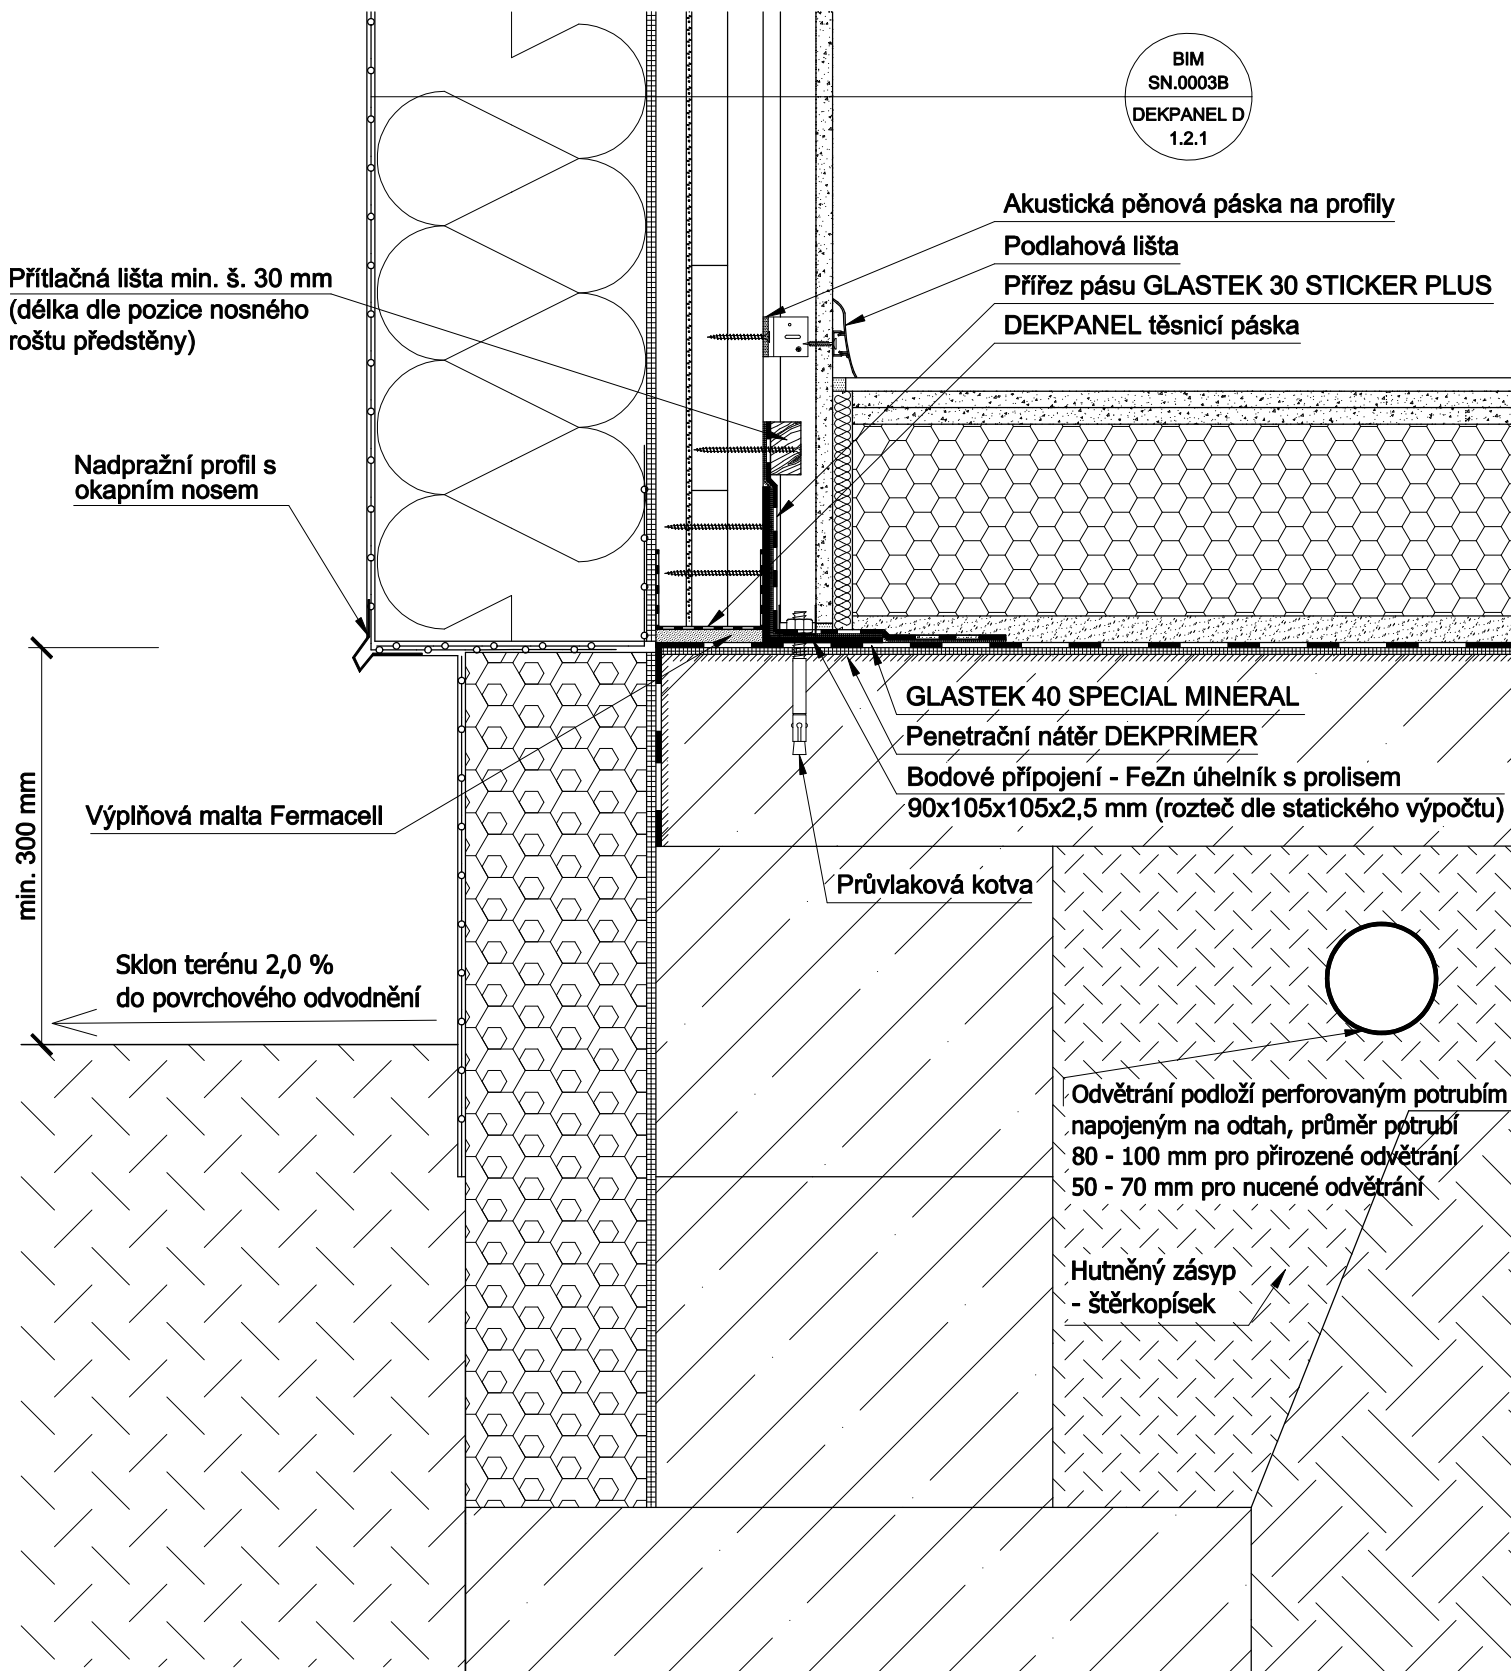 BIM
SN.0003B
DEKPANEL D
1.2.1
Akustická pěnová páska na profily
Podlahová lišta
Přířez pásu GLASTEK 30 STICKER PLUS
DEKPANEL těsnicí páska
Přítlačná lišta min. š. 30 mm
(délka dle pozice nosného
roštu předstěny)
Nadpražní profil s
okapním nosem
GLASTEK 40 SPECIAL MINERAL
Penetrační nátěr DEKPRIMER
Bodové přípojení - FeZn úhelník s prolisem
90x105x105x2,5 mm (rozteč dle statického výpočtu)
Výplňová malta Fermacell
min. 300 mm
Průvlaková kotva
Sklon terénu 2,0 %
do povrchového odvodnění
Odvětrání podloží perforovaným potrubím
napojeným na odtah, průměr potrubí
80 - 100 mm pro přirozené odvětrání
50 - 70 mm pro nucené odvětrání
Hutněný zásyp
- štěrkopísek